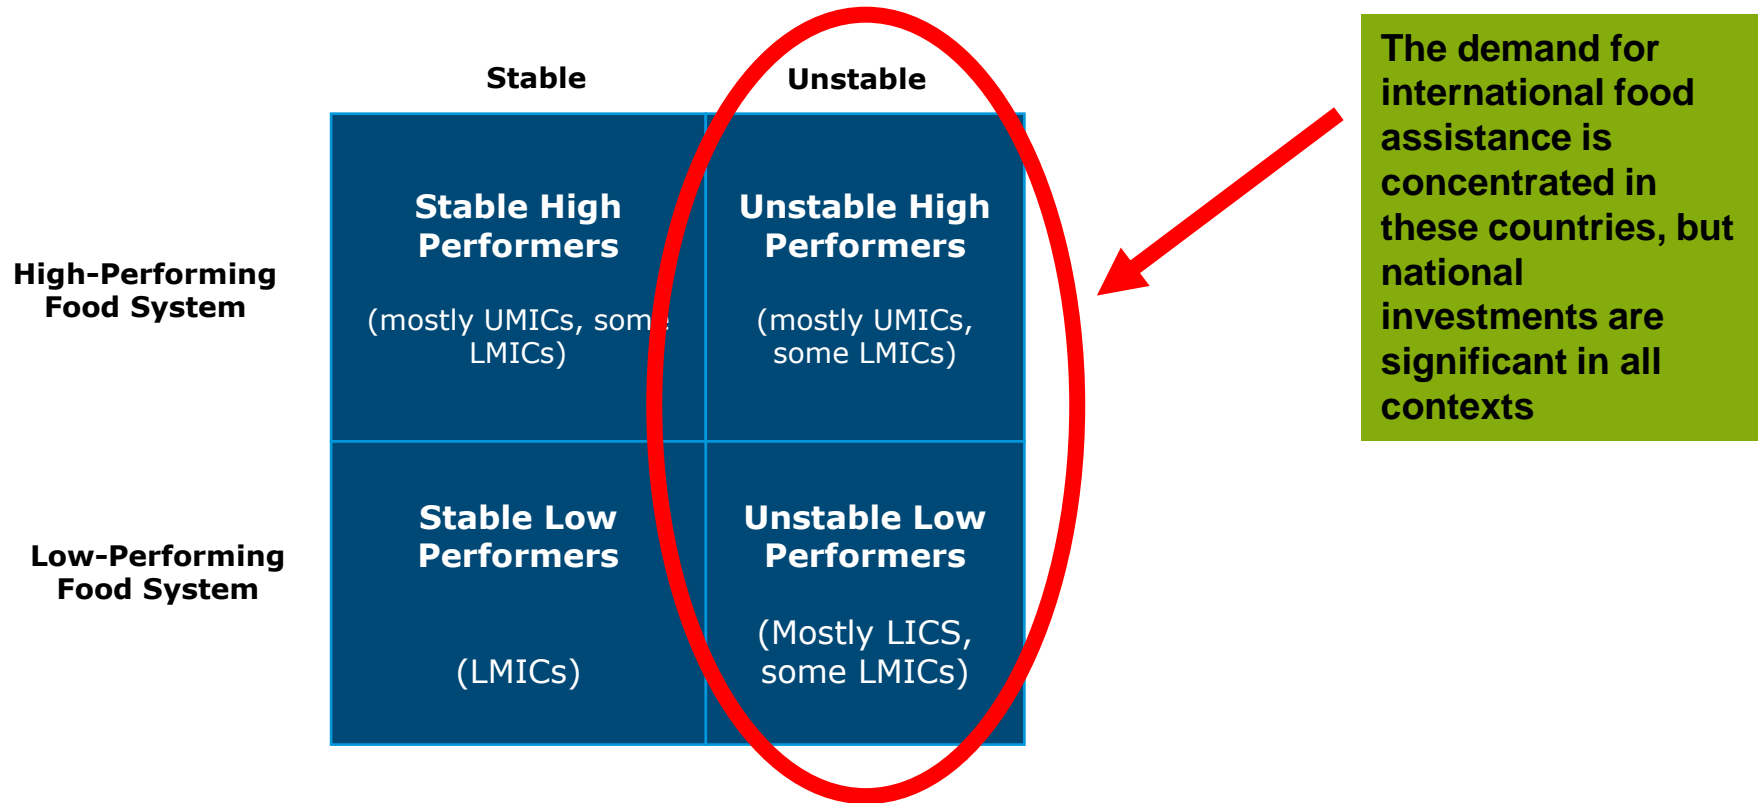 Stable
Unstable
The demand for
international food
assistance is
concentrated in
these countries, but
national
investments are
significant in all
contexts
High-Performing
Food System
Stable High
Performers
(mostly UMICs, some
LMICs)
Unstable High
Performers
(mostly UMICs,
some LMICs)
Low-Performing
Food System
Stable Low
Performers
(LMICs)
Unstable Low
Performers
(Mostly LICS,
some LMICs)